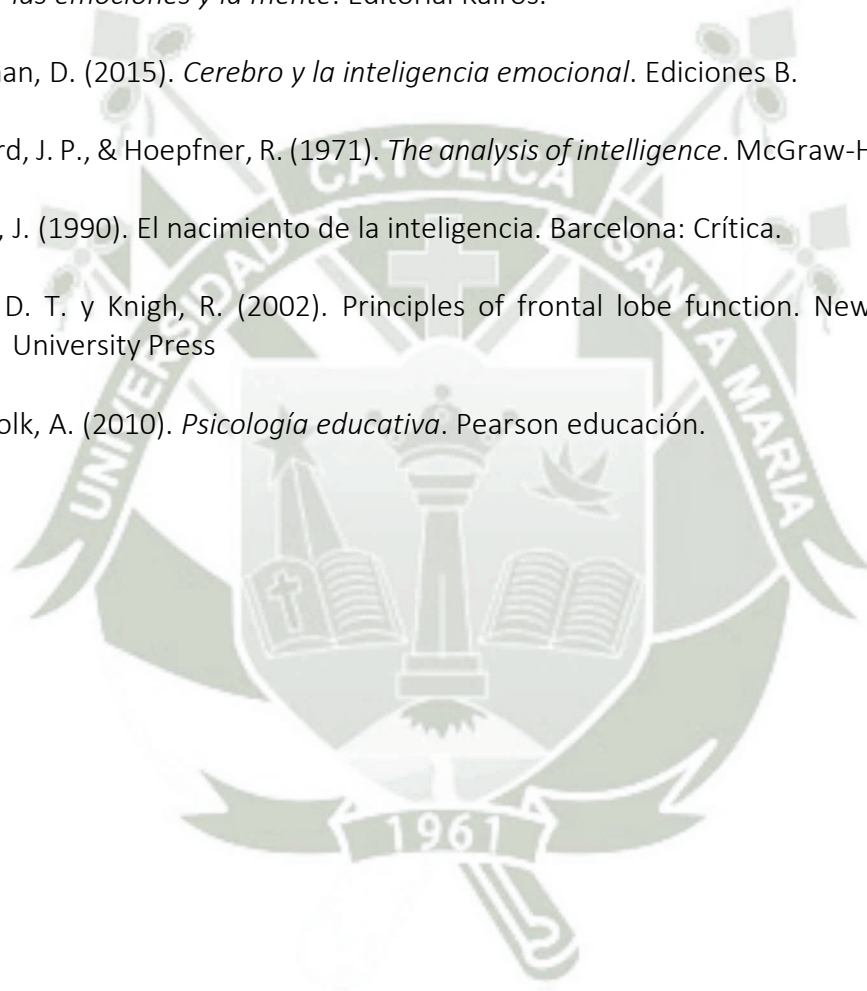 las emociones y la mente. Editorial Kairós.
an, D. (2015). Cerebro y la inteligencia emocional. Ediciones B.
rd, J. P., & Hoepfner, R. (1971). The analysis of intelligence. McGraw-H
, J. (1990). El nacimiento de la inteligencia. Barcelona: Crítica.
D. T. y Knigh, R. (2002). Principles of frontal lobe function. New
University Press
olk, A. (2010). Psicología educativa. Pearson educación.
UNIVERSIDAD CATOLICA SANTA MARIA
1961